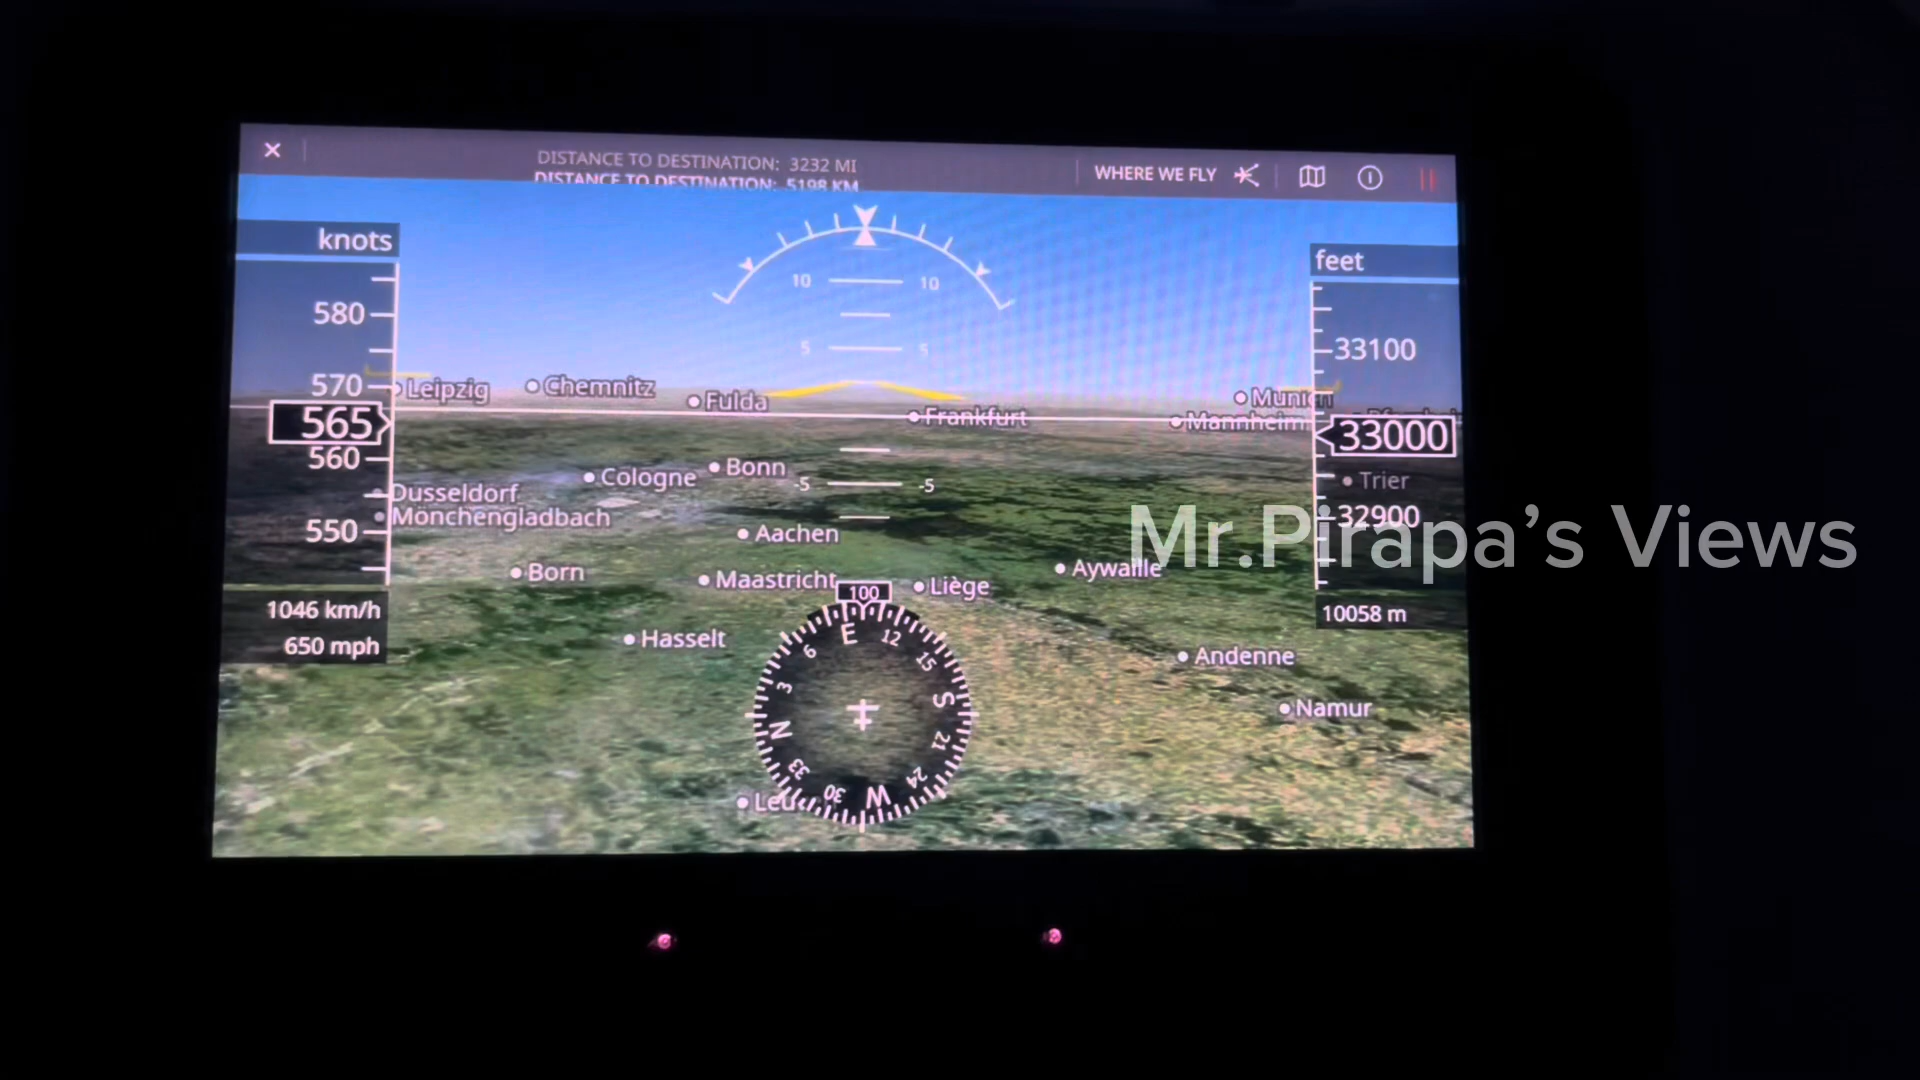 DISTANCE TO DESTINATION: 3232 MI
DISTANCE TO DESTINATION: 5198 KM
WHERE WE FLY
knots
feet
580
570
565
560
550
1046 km/h
650 mph
33100
33000
32900
10058 m
10 10
5 5
-5 -5
Leipzig
Chemnitz
Fulda
Frankfurt
Mannheim
Cologne
Bonn
Trier
Dusseldorf
Mönchengladbach
Aachen
Born
Maastricht
Liège
Aywaille
Hasselt
Andenne
Namur
100
E
12
15
S
21
24
W
30
33
N
3
6
Mr.Pirapa’s Views